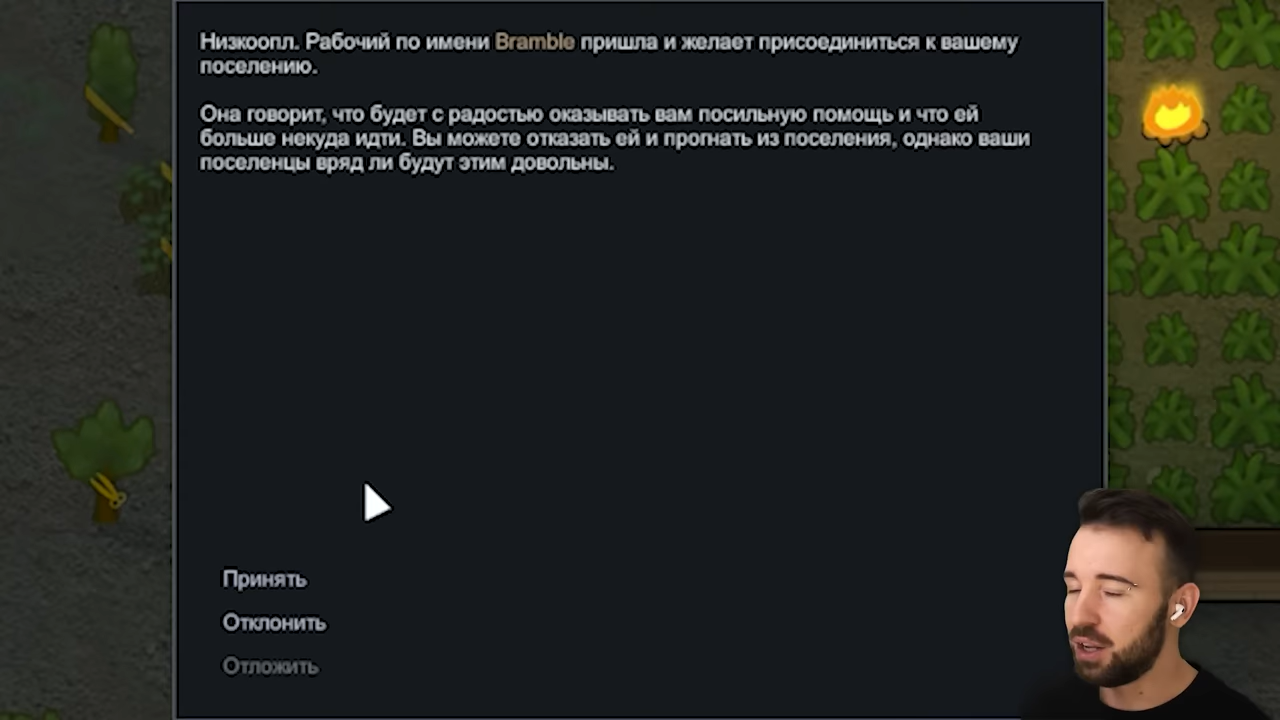 Низкоопл. Рабочий по имени Bramble пришла и желает присоединиться к вашему
поселению.
Она говорит, что будет с радостью оказывать вам посильную помощь и что ей
больше некуда идти. Вы можете отказать ей и прогнать из поселения, однако ваши
поселенцы вряд ли будут этим довольны.
Принять
Отклонить
Отложить